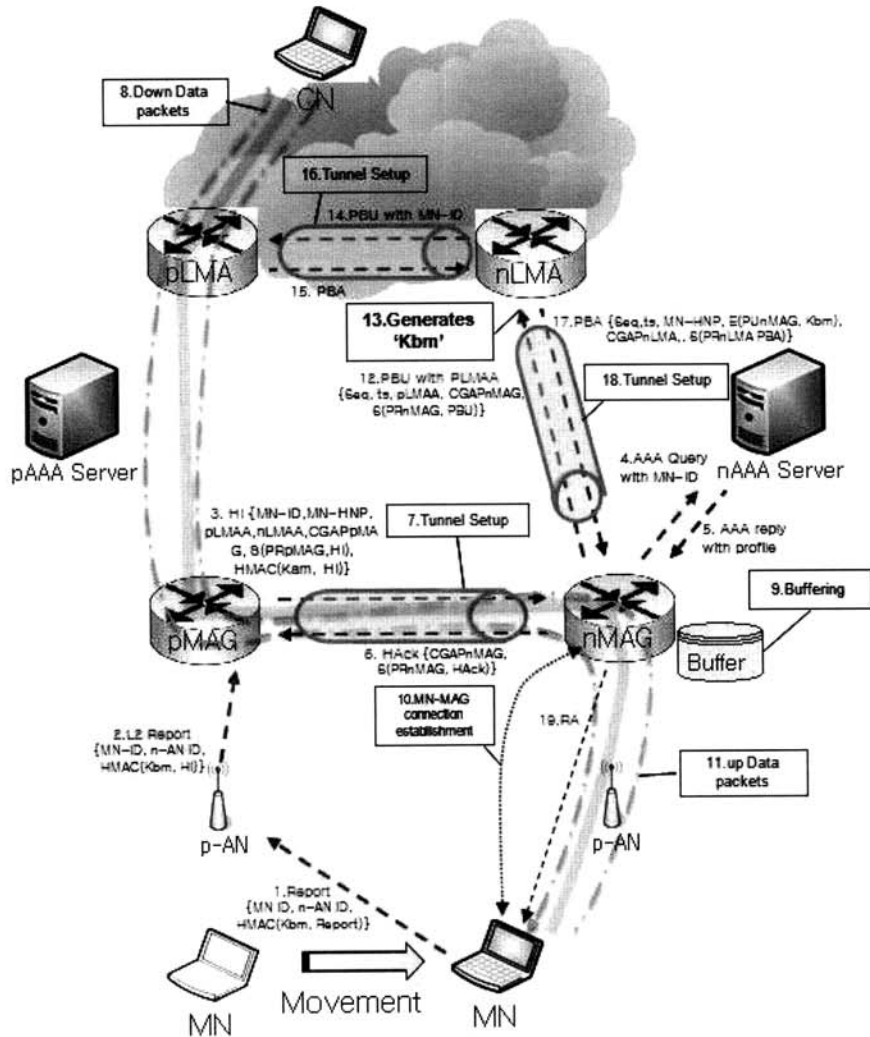 8.Down Data
packets
CN
16.Tunnel Setup
14.PBU with MN-ID
pLMA
nLMA
15. PBA
13.Generates
'Kbm'
17.PBA {Seq,ts, MN-HNP, E(PUnMAG, Kbm),
CGAPnLMA,, S(PRnLMA PBA)}
12.PBU with PLMAA
{Seq, ts, pLMAA, CGAPnMAG,
S(PRnMAG, PBU)}
18.Tunnel Setup
pAAA Server
4.AAA Query
with MN-ID
nAAA Server
3. HI {MN-ID,MN-HNP,
pLMAA,nLMAA,CGAPpMA
G, S(PRpMAG,HI),
HMAC(Kam, HI)}
7.Tunnel Setup
5. AAA reply
with profile
pMAG
nMAG
9.Buffering
Buffer
6. HAck {CGAPnMAG,
S(PRnMAG, HAck)}
10.MN-MAG
connection
establishment
19.RA
2.L2 Report
{MN-ID, n-AN ID,
HMAC(Kbm, HI)}
11.up Data
packets
p-AN
p-AN
1.Report
{MN ID, n-AN ID,
HMAC(Kbm, Report)}
Movement
MN
MN